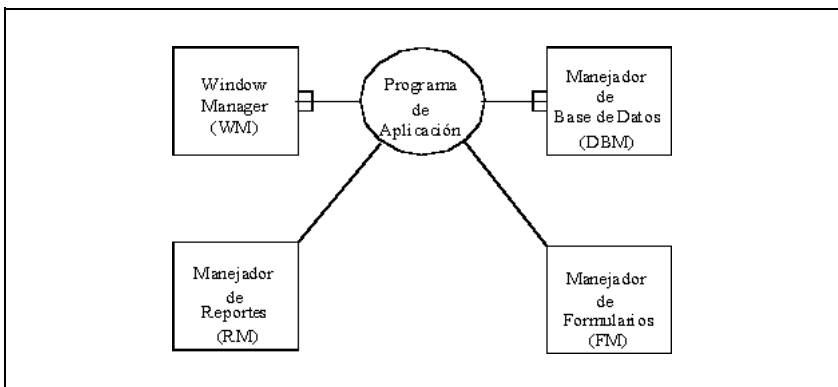 Window
Manager
(WM)
Programa
de
Aplicación
Manejador
de
Base de Datos
(DBM)
Manejador
de
Reportes
(RM)
Manejador
de
Formularios
(FM)